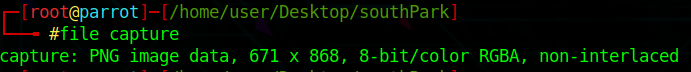 ┌─[root@parrot]─[/home/user/Desktop/southPark]
└──╼ #file capture
capture: PNG image data, 671 x 868, 8-bit/color RGBA, non-interlaced